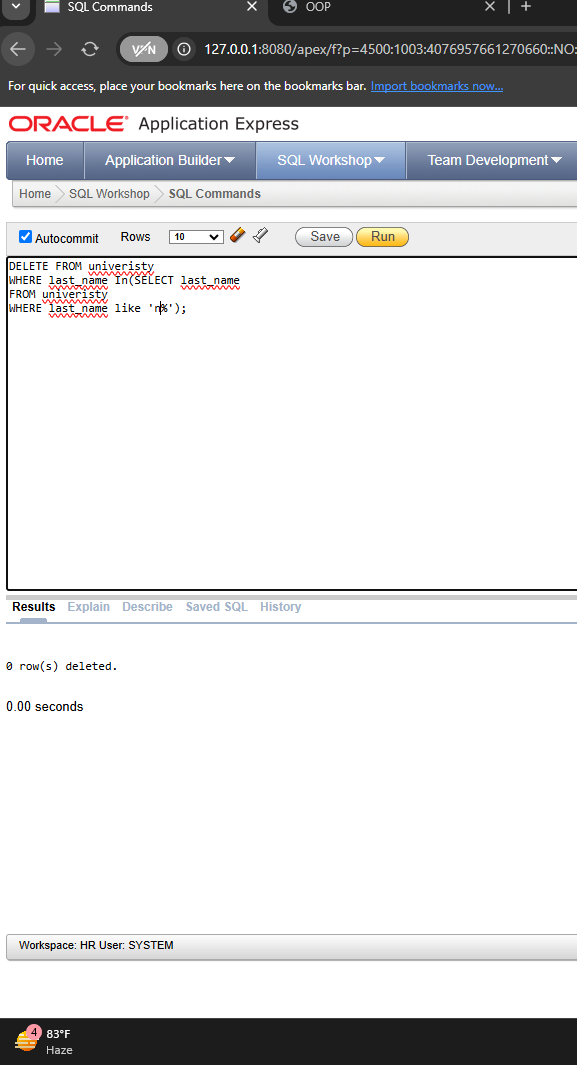 SQL Commands
OOP
127.0.0.1:8080/apex/f?p=4500:1003:4076957661270660::NO:
For quick access, place your bookmarks here on the bookmarks bar. Import bookmarks now...
ORACLE Application Express
Home Application Builder SQL Workshop Team Development
Home SQL Workshop SQL Commands
Autocommit Rows 10 Save Run
DELETE FROM univeristy
WHERE last_name In(SELECT last_name
FROM univeristy
WHERE last_name like 'n%');
Results Explain Describe Saved SQL History
0 row(s) deleted.
0.00 seconds
Workspace: HR User: SYSTEM
4 83°F
Haze